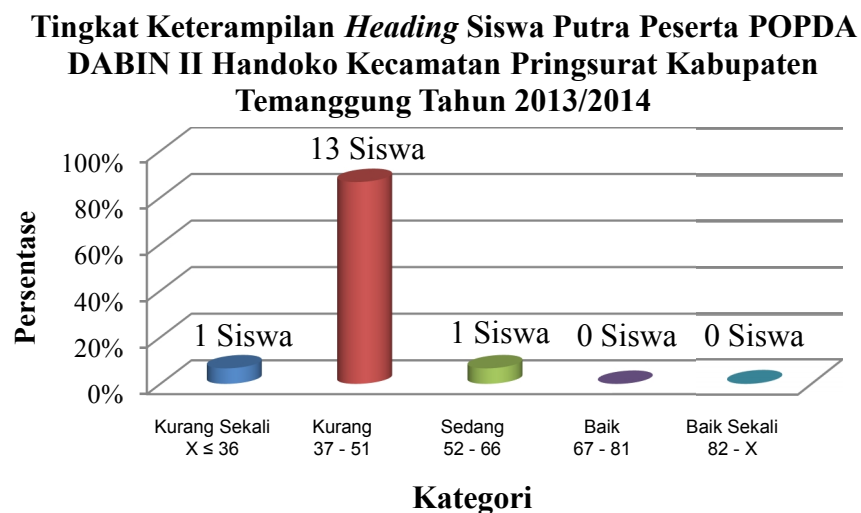 Tingkat Keterampilan Heading Siswa Putra Peserta POPDA
DABIN II Handoko Kecamatan Pringsurat Kabupaten
Temanggung Tahun 2013/2014
Persentase
100%
80%
60%
40%
20%
0%
1 Siswa
13 Siswa
1 Siswa
0 Siswa
0 Siswa
Kurang Sekali
X ≤ 36
Kurang
37 - 51
Sedang
52 - 66
Baik
67 - 81
Baik Sekali
82 - X
Kategori